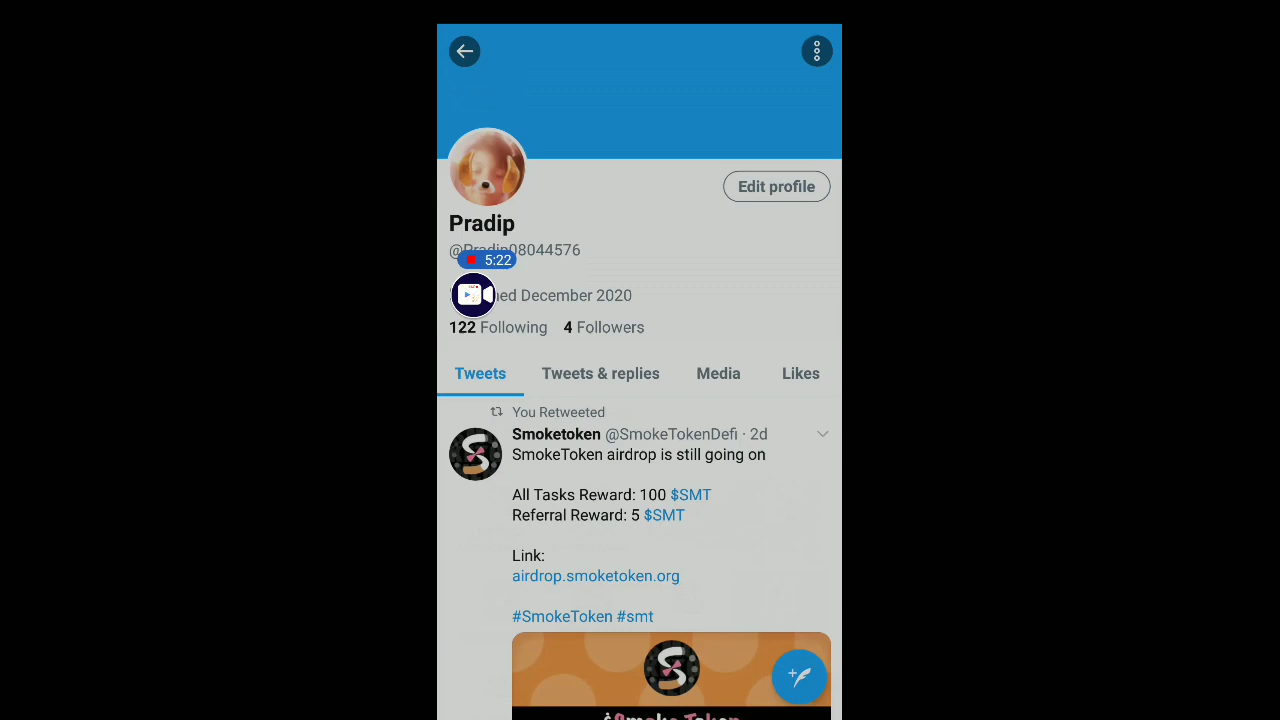 Edit profile
Pradip
@Pradip08044576
5:22
December 2020
122 Following 4 Followers
Tweets Tweets & replies Media Likes
You Retweeted
Smoketoken @SmokeTokenDefi · 2d
SmokeToken airdrop is still going on
All Tasks Reward: 100 $SMT
Referral Reward: 5 $SMT
Link:
airdrop.smoketoken.org
#SmokeToken #smt